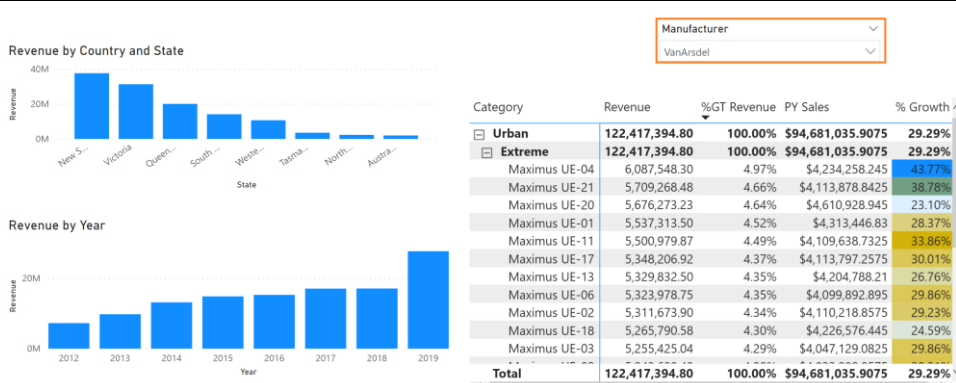 Manufacturer
VanArsdel
Revenue by Country and State
40M
20M
0M
Revenue
New S...
Victoria
Queen...
South ...
Weste...
Tasma...
North...
Austra...
State
Revenue by Year
20M
0M
Revenue
2012 2013 2014 2015 2016 2017 2018 2019
Year
Category Revenue %GT Revenue PY Sales % Growth
Urban 122,417,394.80 100.00% $94,681,035.9075 29.29%
Extreme 122,417,394.80 100.00% $94,681,035.9075 29.29%
Maximus UE-04 6,087,548.30 4.97% $4,234,258.245 43.77%
Maximus UE-21 5,709,268.48 4.66% $4,113,878.8425 38.78%
Maximus UE-20 5,676,273.23 4.64% $4,610,928.945 23.10%
Maximus UE-01 5,537,313.50 4.52% $4,313,446.83 28.37%
Maximus UE-11 5,500,979.87 4.49% $4,109,638.7325 33.86%
Maximus UE-17 5,348,206.92 4.37% $4,113,797.2575 30.01%
Maximus UE-13 5,329,832.50 4.35% $4,204,788.21 26.76%
Maximus UE-06 5,323,978.75 4.35% $4,099,892.895 29.86%
Maximus UE-02 5,311,673.90 4.34% $4,110,218.8575 29.23%
Maximus UE-18 5,265,790.58 4.30% $4,226,576.445 24.59%
Maximus UE-03 5,255,425.04 4.29% $4,047,129.0825 29.86%
Total 122,417,394.80 100.00% $94,681,035.9075 29.29%